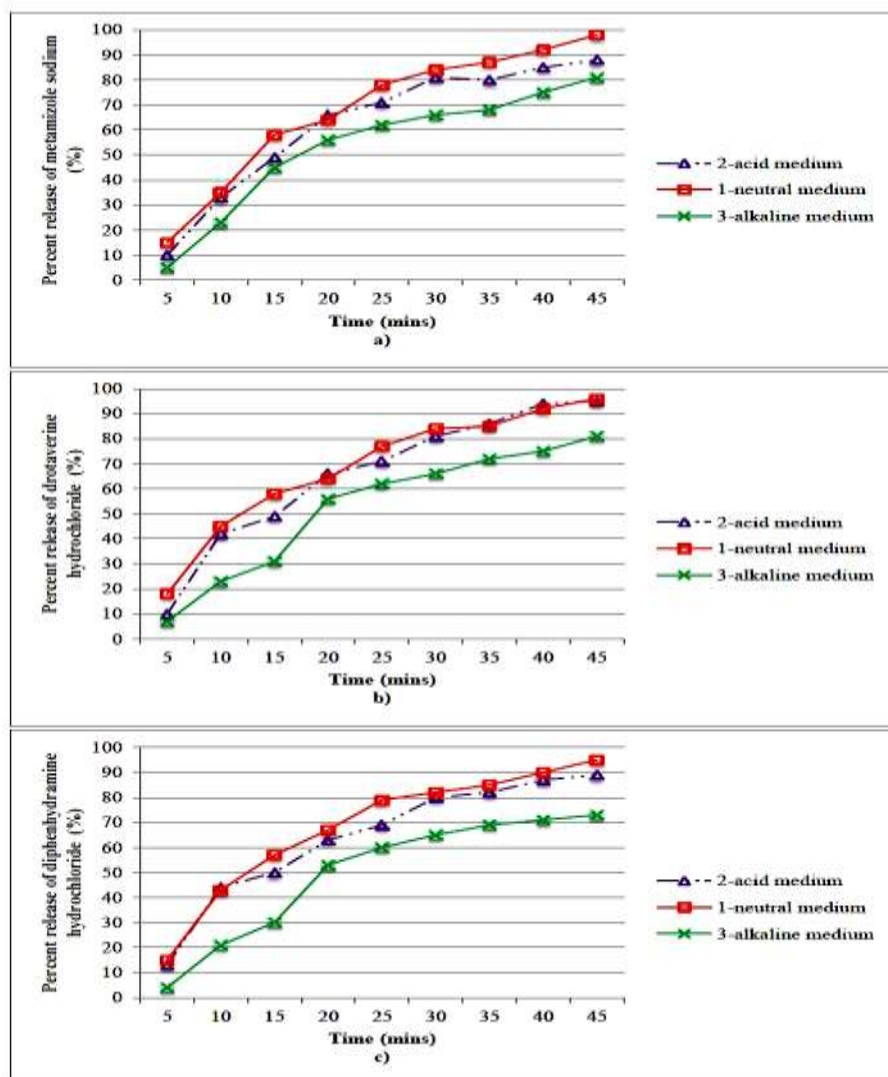 Percent release of metamizole sodium
(%)
100
90
80
70
60
50
40
30
20
10
0
5 10 15 20 25 30 35 40 45
Time (mins)
a)
2-acid medium
1-neutral medium
3-alkaline medium
Percent release of drotaverine
hydrochloride (%)
100
90
80
70
60
50
40
30
20
10
0
5 10 15 20 25 30 35 40 45
Time (mins)
b)
2-acid medium
1-neutral medium
3-alkaline medium
Percent release of diphenhydramine
hydrochloride (%)
100
90
80
70
60
50
40
30
20
10
0
5 10 15 20 25 30 35 40 45
Time (mins)
c)
2-acid medium
1-neutral medium
3-alkaline medium